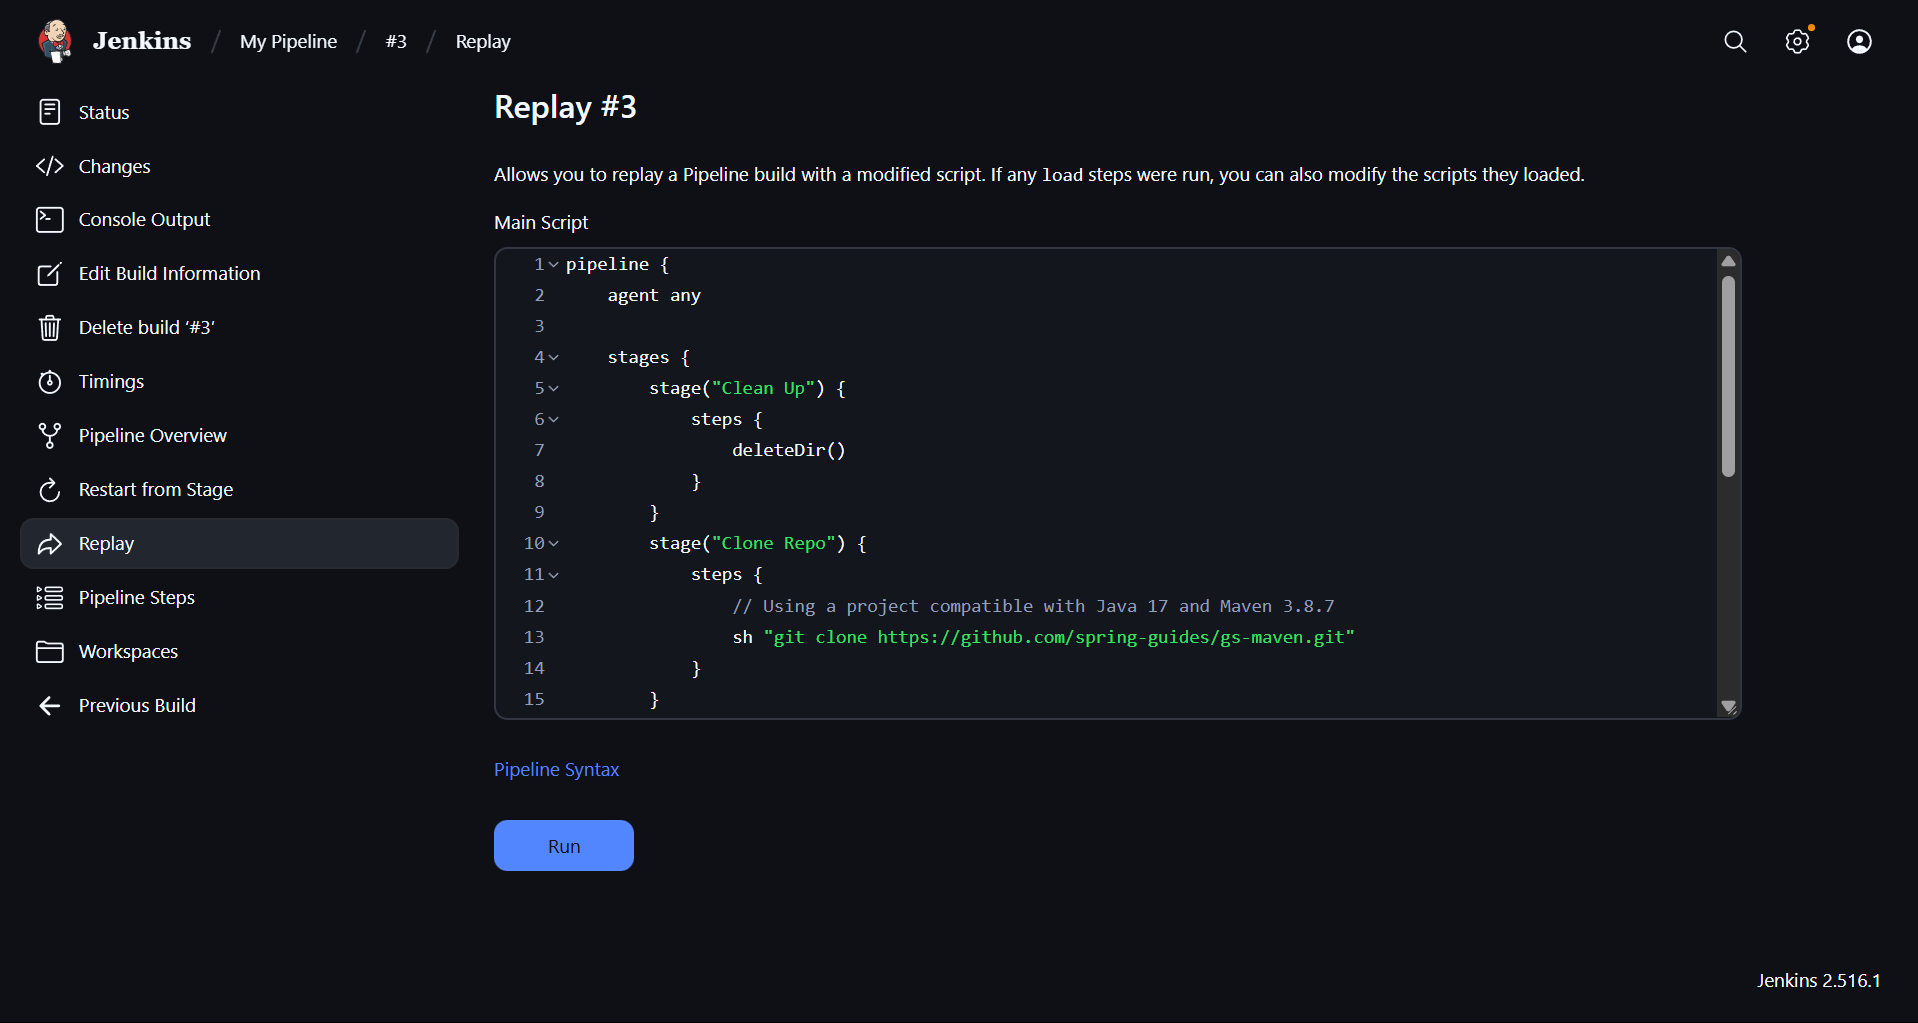 Jenkins / My Pipeline / #3 / Replay
Status
Changes
Console Output
Edit Build Information
Delete build ‘#3’
Timings
Pipeline Overview
Restart from Stage
Replay
Pipeline Steps
Workspaces
Previous Build
Replay #3
Allows you to replay a Pipeline build with a modified script. If any load steps were run, you can also modify the scripts they loaded.
Main Script
1 pipeline {
2     agent any
3
4     stages {
5         stage("Clean Up") {
6             steps {
7                 deleteDir()
8             }
9         }
10         stage("Clone Repo") {
11             steps {
12                 // Using a project compatible with Java 17 and Maven 3.8.7
13                 sh "git clone https://github.com/spring-guides/gs-maven.git"
14             }
15         }
Pipeline Syntax
Run
Jenkins 2.516.1